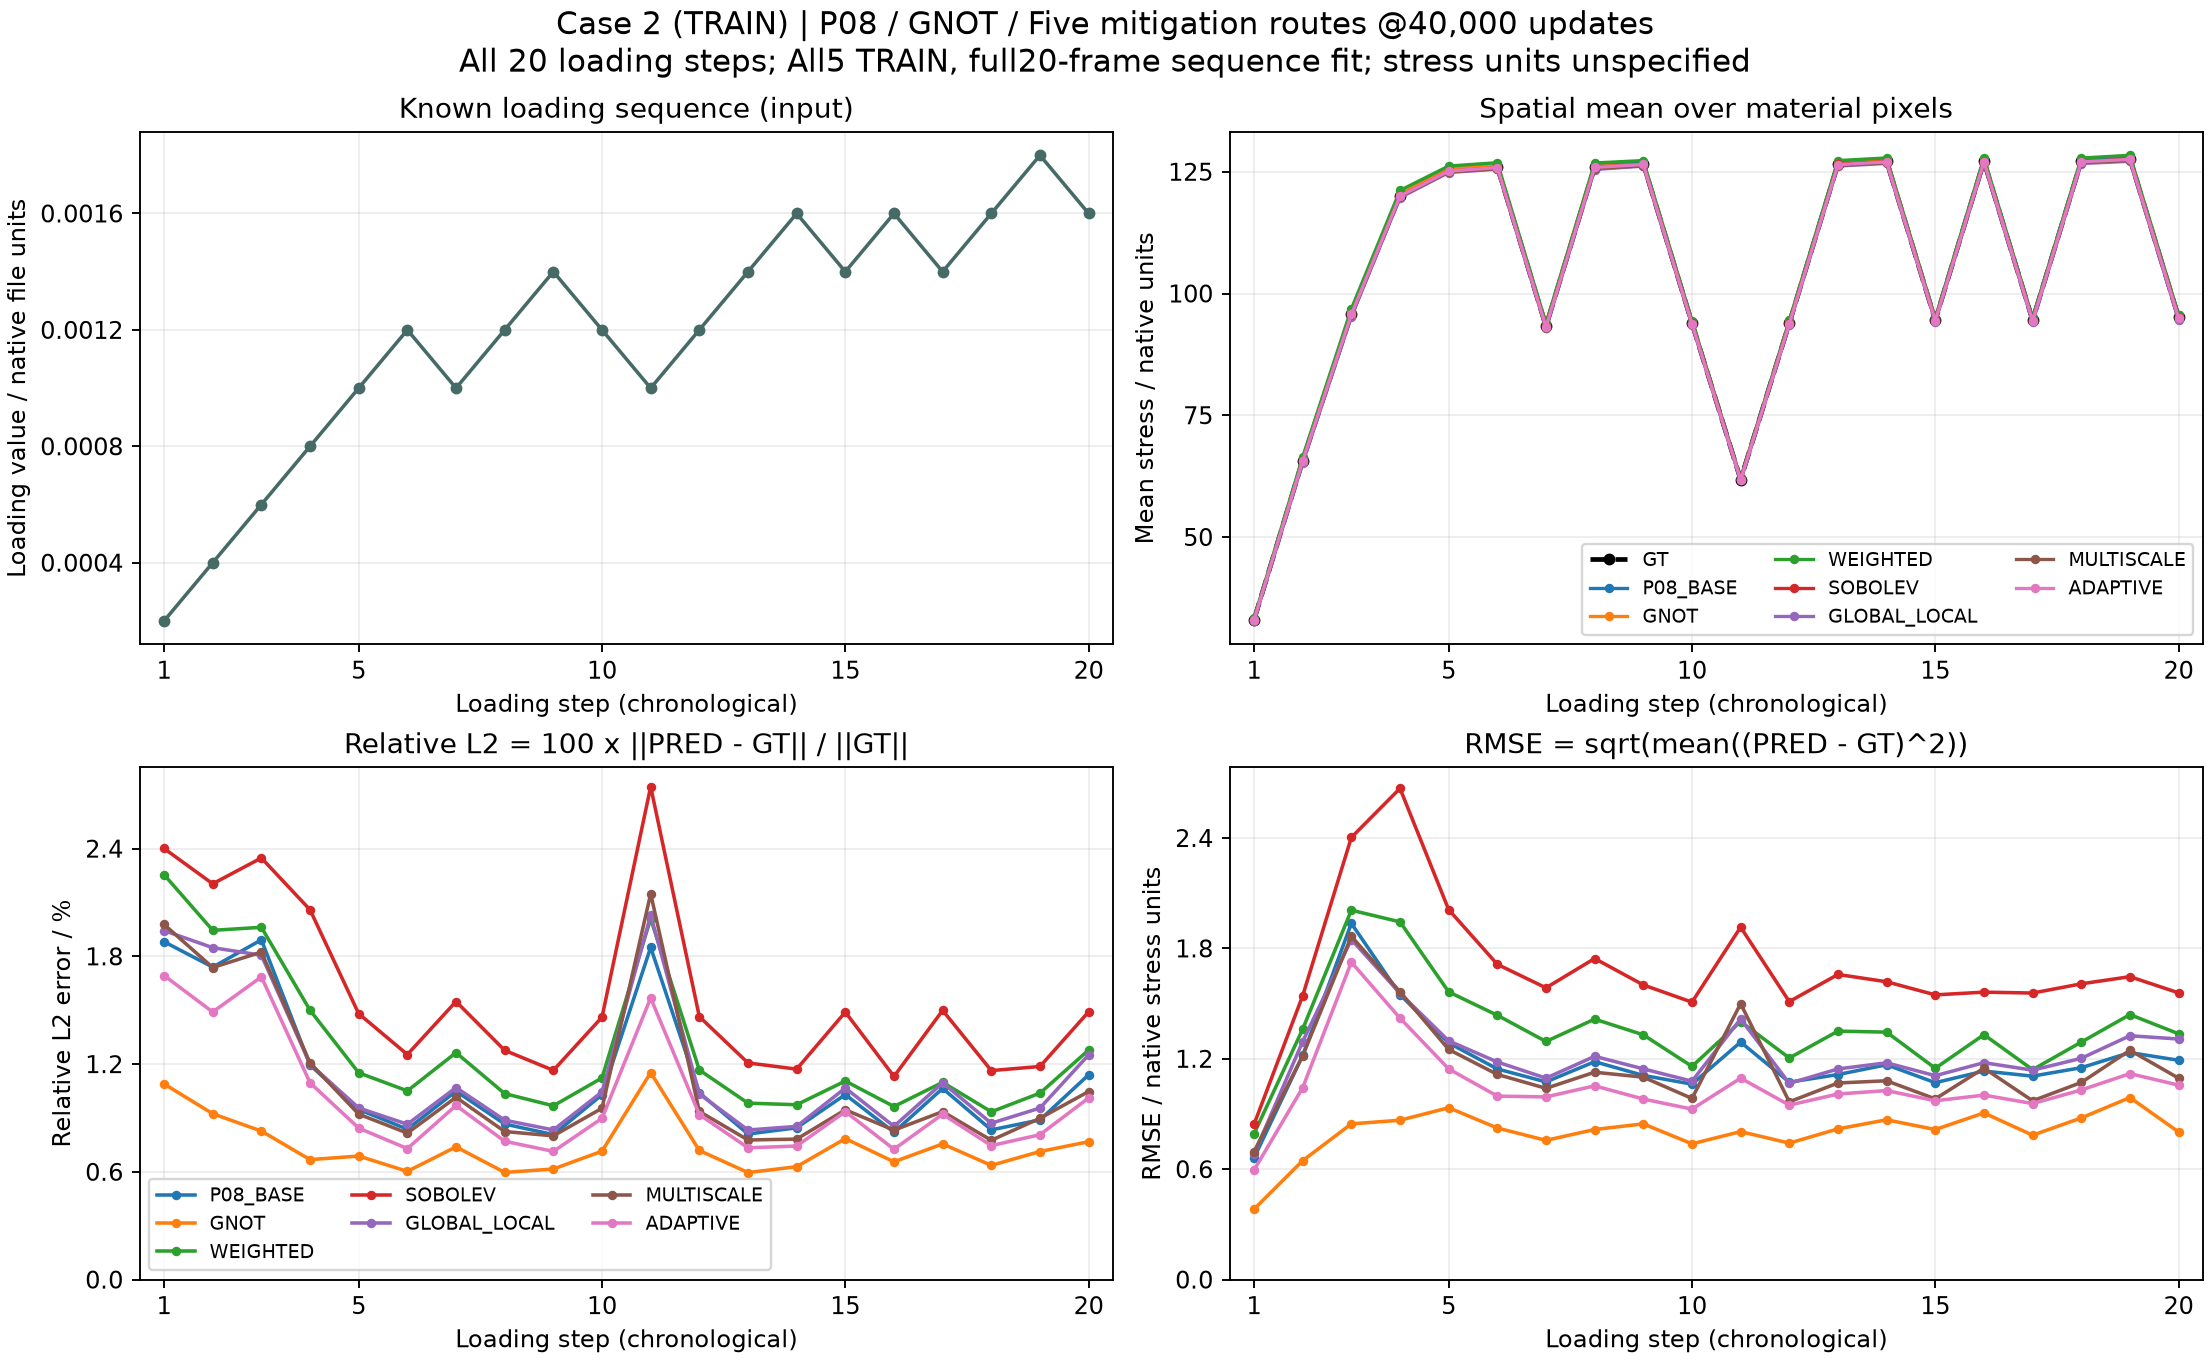 Case 2 (TRAIN) | P08 / GNOT / Five mitigation routes @40,000 updates
All 20 loading steps; All5 TRAIN, full20-frame sequence fit; stress units unspecified
Known loading sequence (input)
Loading value / native file units
0.0016
0.0012
0.0008
0.0004
1
5
10
15
20
Loading step (chronological)
Spatial mean over material pixels
Mean stress / native units
125
100
75
50
GT
P08_BASE
GNOT
WEIGHTED
SOBOLEV
GLOBAL_LOCAL
MULTISCALE
ADAPTIVE
1
5
10
15
20
Loading step (chronological)
Relative L2 = 100 x ||PRED - GT|| / ||GT||
Relative L2 error / %
2.4
1.8
1.2
0.6
0.0
P08_BASE
GNOT
WEIGHTED
SOBOLEV
GLOBAL_LOCAL
MULTISCALE
ADAPTIVE
1
5
10
15
20
Loading step (chronological)
RMSE = sqrt(mean((PRED - GT)^2))
RMSE / native stress units
2.4
1.8
1.2
0.6
0.0
1
5
10
15
20
Loading step (chronological)